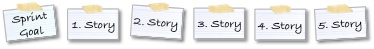 Sprint
Goal
1. Story
2. Story
3. Story
4. Story
5. Story